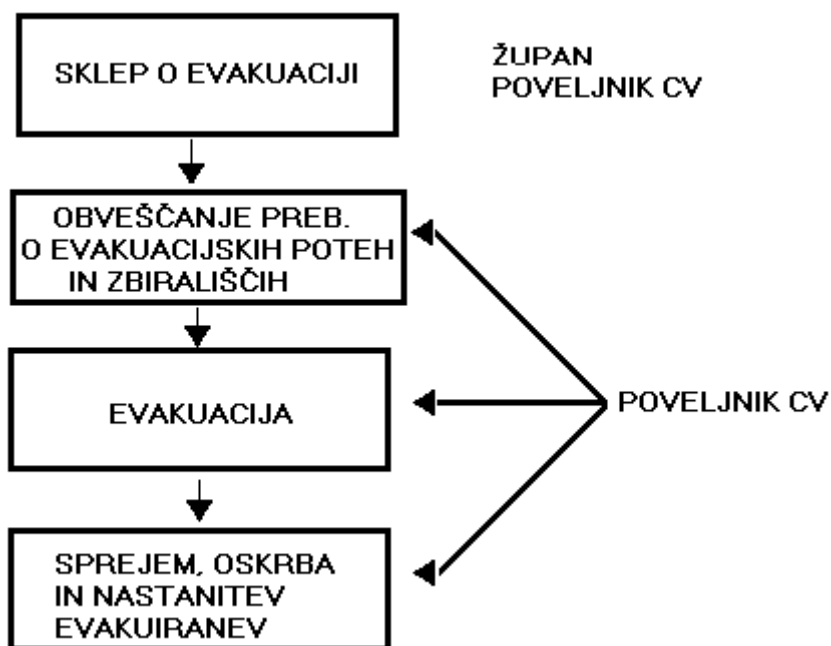 SKLEP O EVAKUACIJI
ŽUPAN
POVELJNIK CV
OBVEŠČANJE PREB.
O EVAKUACIJSKIH POTEH
IN ZBIRALIŠČIH
EVAKUACIJA
POVELJNIK CV
SPREJEM, OSKRBA
IN NASTANITEV
EVAKUIRANEV